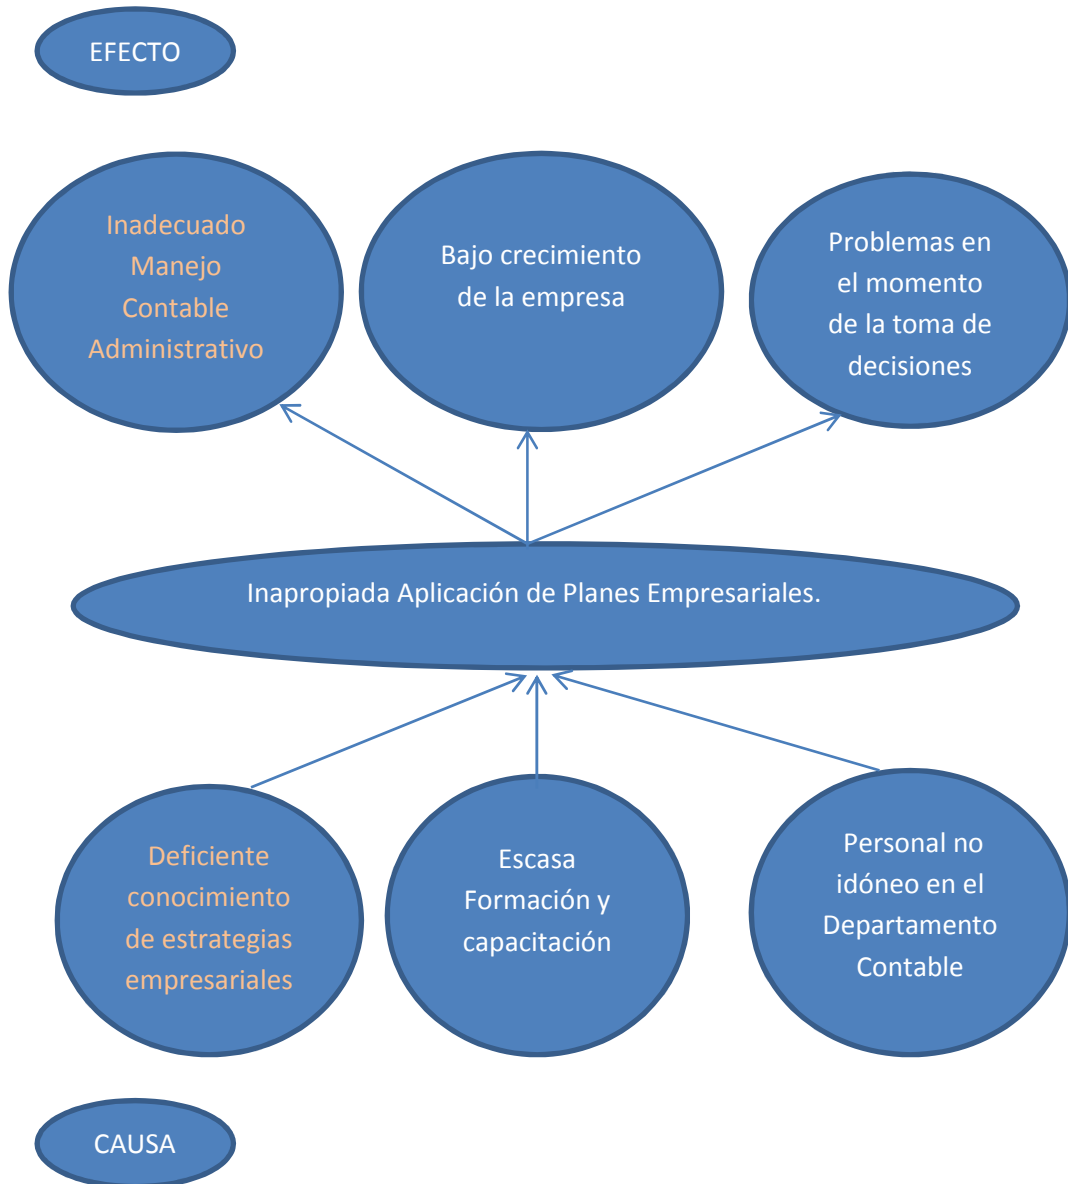 EFECTO
Inadecuado
Manejo
Contable
Administrativo
Bajo crecimiento
de la empresa
Problemas en
el momento
de la toma de
decisiones
Inapropiada Aplicación de Planes Empresariales.
Deficiente
conocimiento
de estrategias
empresariales
Escasa
Formación y
capacitación
Personal no
idóneo en el
Departamento
Contable
CAUSA